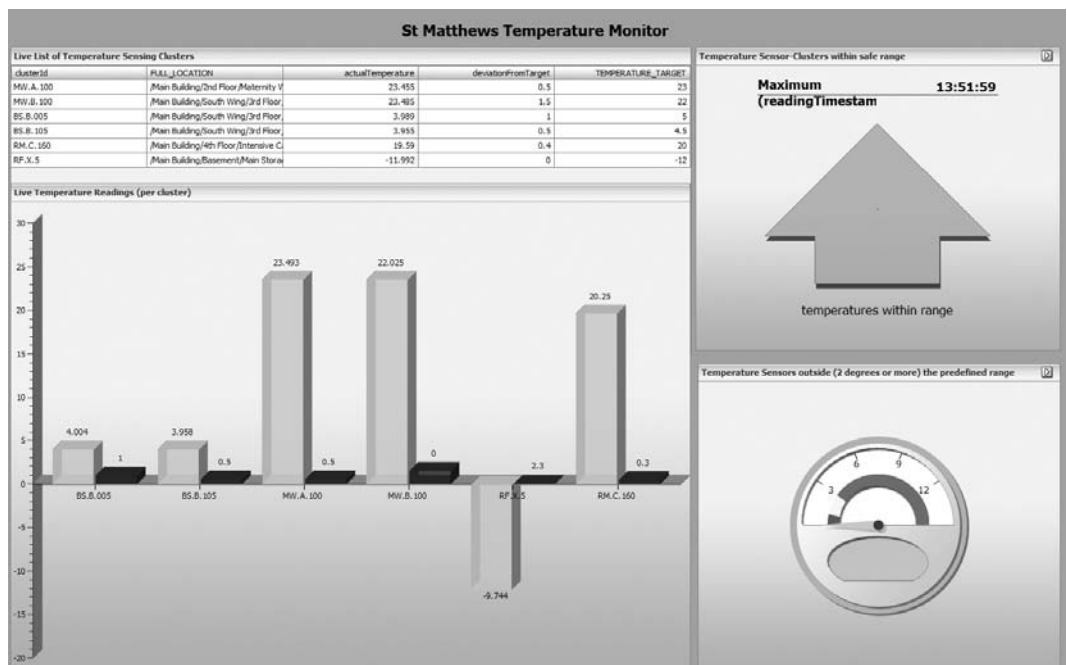 St Matthews Temperature Monitor
Live List of Temperature Sensing Clusters
clusterId FULL_LOCATION actualTemperature deviationFromTarget TEMPERATURE_TARGET
MW.A.100 /Main Building/2nd Floor/Maternity V 23.455 0.5 23
MW.B.100 /Main Building/South Wing/3rd Floor, 23.485 1.5 22
BS.B.005 /Main Building/South Wing/3rd Floor, 3.989 1 5
BS.B.105 /Main Building/South Wing/3rd Floor, 3.955 0.5 4.5
RM.C.160 /Main Building/4th Floor/Intensive C 19.59 0.4 20
RF.X.5 /Main Building/Basement/Main Stora -11.992 0 -12
Live Temperature Readings (per cluster)
30
25
20
15
10
5
0
-5
-10
-15
-20
4.004
1
3.958
0.5
23.493
0.5
22.025
0
-9.744
2.3
20.25
0.3
BS.B.005
BS.B.105
MW.A.100
MW.B.100
RF.X.5
RM.C.160
Temperature Sensor-Clusters within safe range
Maximum 13:51:59
(readingTimestam
temperatures within range
Temperature Sensors outside (2 degrees or more) the predefined range
3
6
9
12